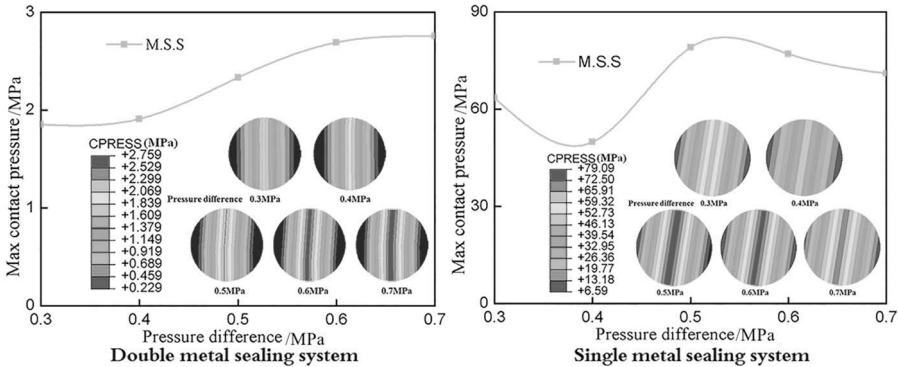 3
2
1
0
Max contact pressure/MPa
M.S.S
CPRESS(MPa)
+2.759
+2.529
+2.299
+2.069
+1.839
+1.609
+1.379
+1.149
+0.919
+0.689
+0.459
+0.229
Pressure difference
0.3MPa
0.4MPa
0.5MPa
0.6MPa
0.7MPa
0.3
0.4
0.5
0.6
0.7
Pressure difference/MPa
Double metal sealing system
90
60
30
0
Max contact pressure/MPa
M.S.S
CPRESS(MPa)
+79.09
+72.50
+65.91
+59.32
+52.73
+46.13
+39.54
+32.95
+26.36
+19.77
+13.18
+6.59
Pressure difference
0.3MPa
0.4MPa
0.5MPa
0.6MPa
0.7MPa
0.3
0.4
0.5
0.6
0.7
Pressure difference/MPa
Single metal sealing system